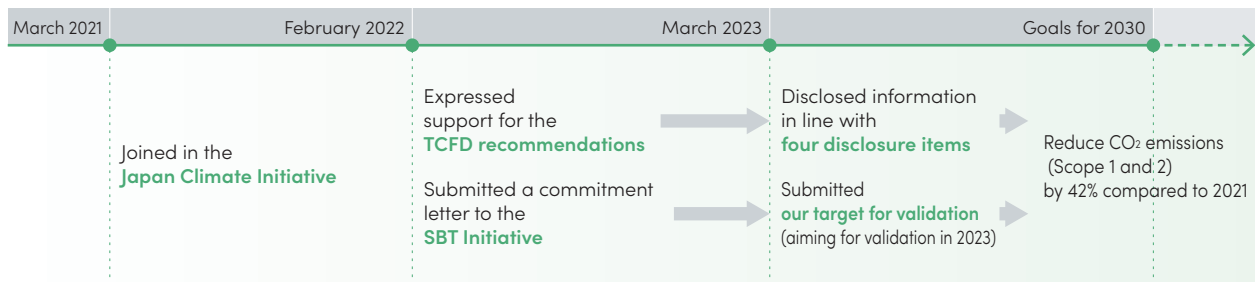 March 2021
February 2022
March 2023
Goals for 2030
Joined in the
Japan Climate Initiative
Expressed
support for the
TCFD recommendations
Submitted a commitment
letter to the
SBT Initiative
Disclosed information
in line with
four disclosure items
Submitted
our target for validation
(aiming for validation in 2023)
Reduce CO2 emissions
(Scope 1 and 2)
by 42% compared to 2021